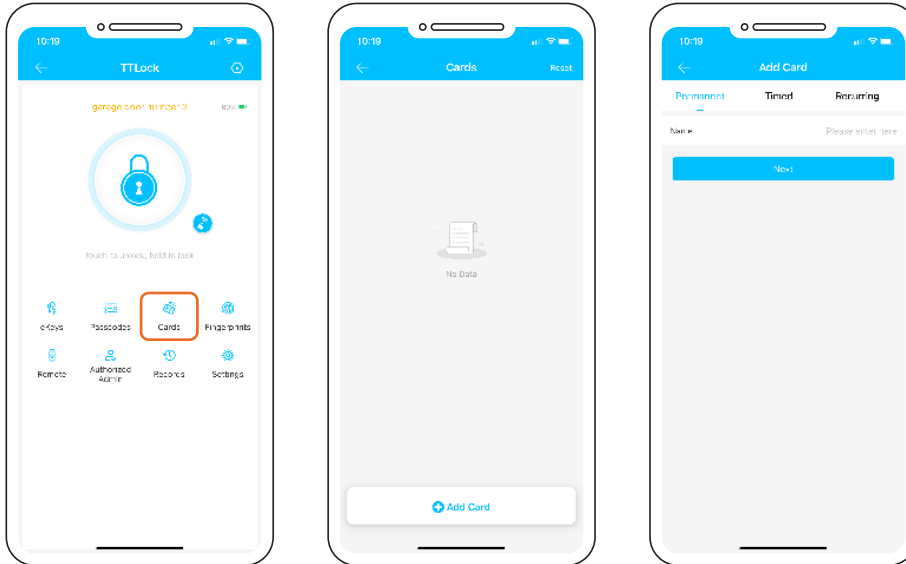 10:19
TTLock
garage door number 3
80%
touch to unlock, hold to lock
eKeys
Passcodes
Cards
Fingerprints
Remote
Authorized
Admin
Records
Settings
10:19
Cards
Reset
No Data
Add Card
10:19
Add Card
Permanent
Timed
Recurring
Name
Please enter here
Next